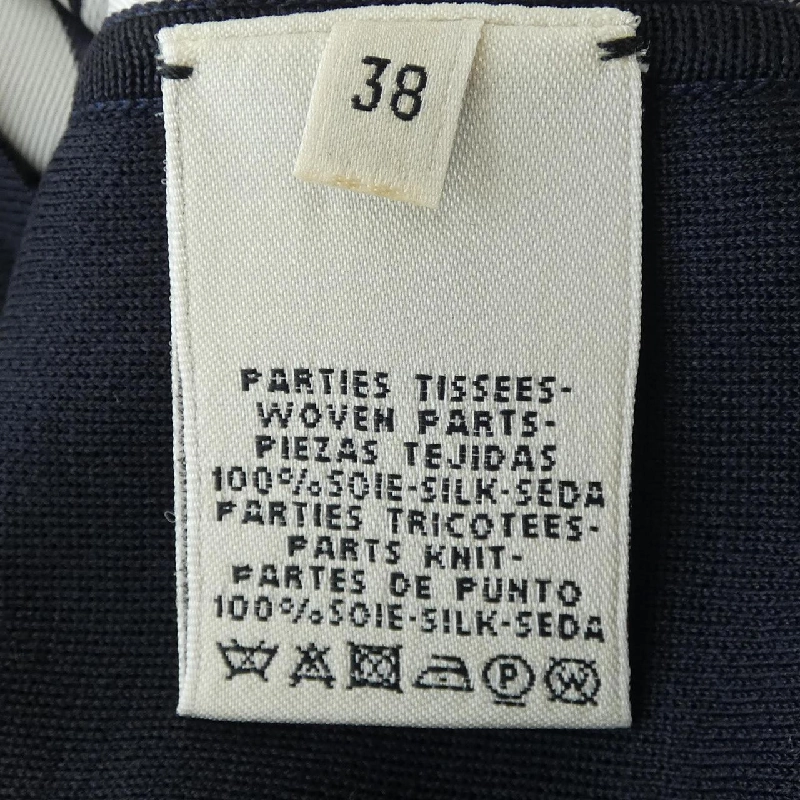 38
PARTIES TISSEES-
WOVEN PARTS-
PIEZAS TEJIDAS
100%SOIE-SILK-SEDA
PARTIES TRICOTEES-
PARTS KNIT-
PARTES DE PUNTO
100%SOIE-SILK-SEDA
P W